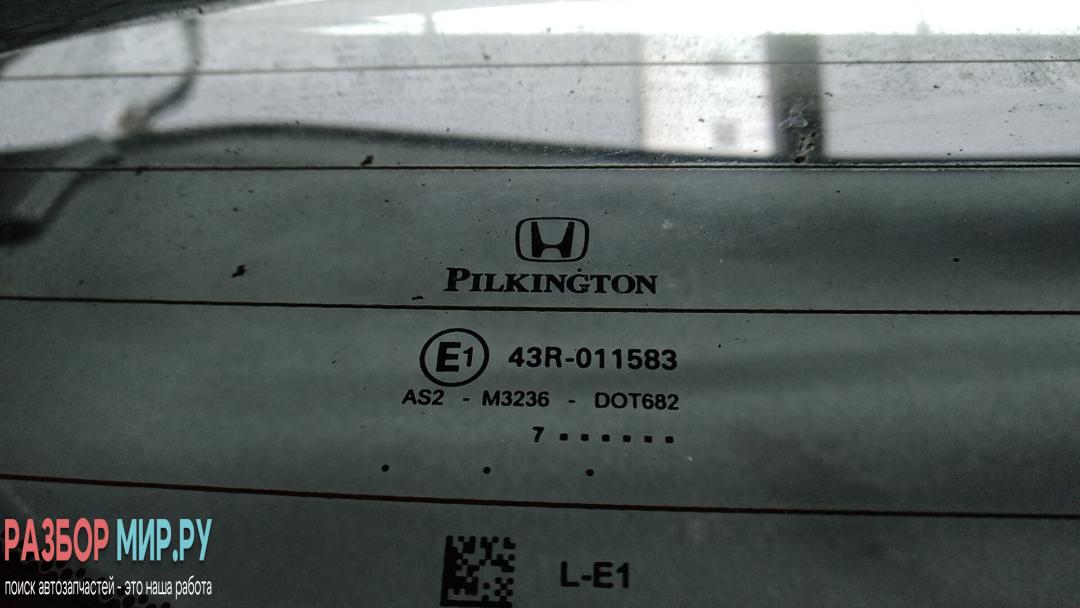 PILKINGTON
E1 43R-011583
AS2 - M3236 - DOT682
7 ......
. . .
L-E1
РАЗБОР МИР.РУ
поиск автозапчастей - это наша работа